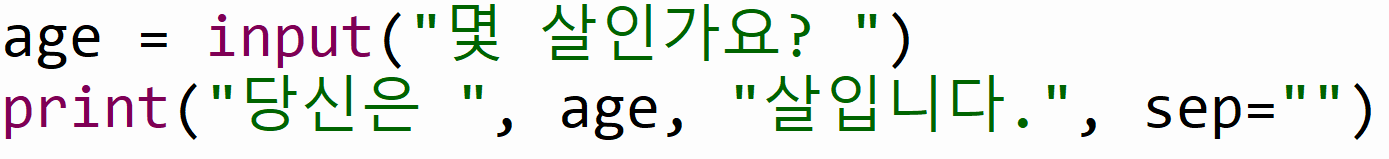 age = input("몇 살인가요? ")
print("당신은 ", age, "살입니다.", sep="")